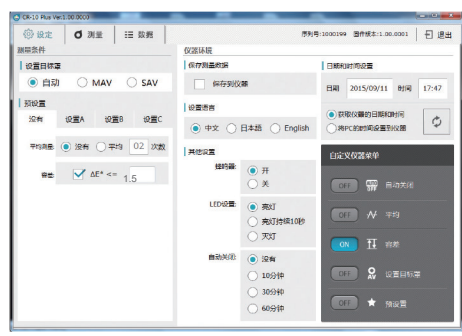 CR-10 Plus Ver.1.00.0000
设定
测量
数据
序列号:1000199 固件版本:1.00.0001
退出
测量条件
设置目标罩
自动 MAV SAV
预设置
没有 设置A 设置B 设置C
平均测量: 没有 平均 02 次数
容差: ΔE* <= 1.5
仪器环境
保存测量数据
保存到仪器
设置语言
中文 日本語 English
其他设置
蜂鸣器: 开
关
LED设置: 亮灯
亮灯持续10秒
灭灯
自动关闭: 没有
10分钟
30分钟
60分钟
日期和时间设置
日期 2015/09/11 时间 17:47
获取仪器的日期和时间
将PC的时间设置到仪器
自定义仪器菜单
OFF 自动关闭
OFF 平均
ON 容差
OFF AV 设置目标罩
OFF 预设置